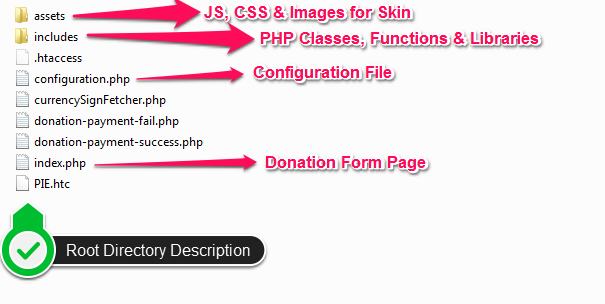 assets JS, CSS & Images for Skin
includes PHP Classes, Functions & Libraries
.htaccess
configuration.php Configuration File
currencySignFetcher.php
donation-payment-fail.php
donation-payment-success.php
index.php Donation Form Page
PIE.htc
Root Directory Description